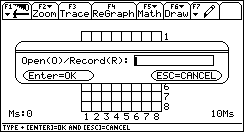 F1 F2 F3 F4 F5 F6 F7
Zoom Trace ReGraph Math Draw
1
Open(O)/Record(R):
Enter=OK ESC=CANCEL
6
7
Ms:0 8 10Ms
1 2 3 4 5 6 7 8
TYPE + [ENTER]=OK AND [ESC]=CANCEL